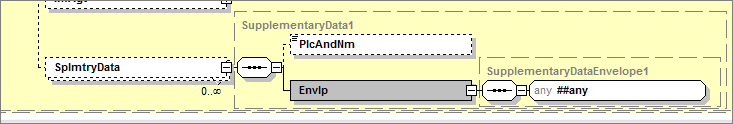 SupplementaryData1
PlcAndNm
SplmtryData
0..∞
SupplementaryDataEnvelope1
Envlp
any ##any